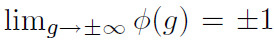 lim_{g→±∞} ϕ(g) = ±1